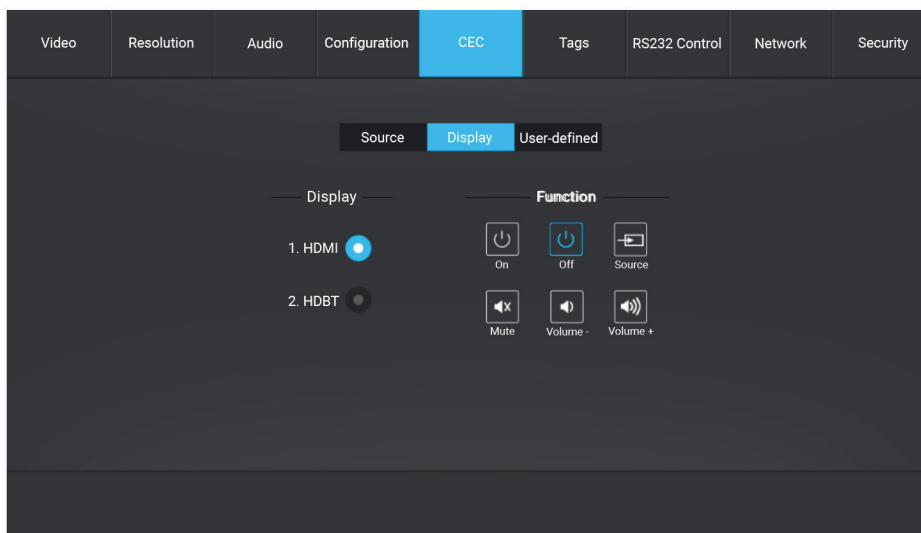 Video Resolution Audio Configuration CEC Tags RS232 Control Network Security
Source Display User-defined
Display Function
1. HDMI
On Off Source
2. HDBT
Mute Volume - Volume +